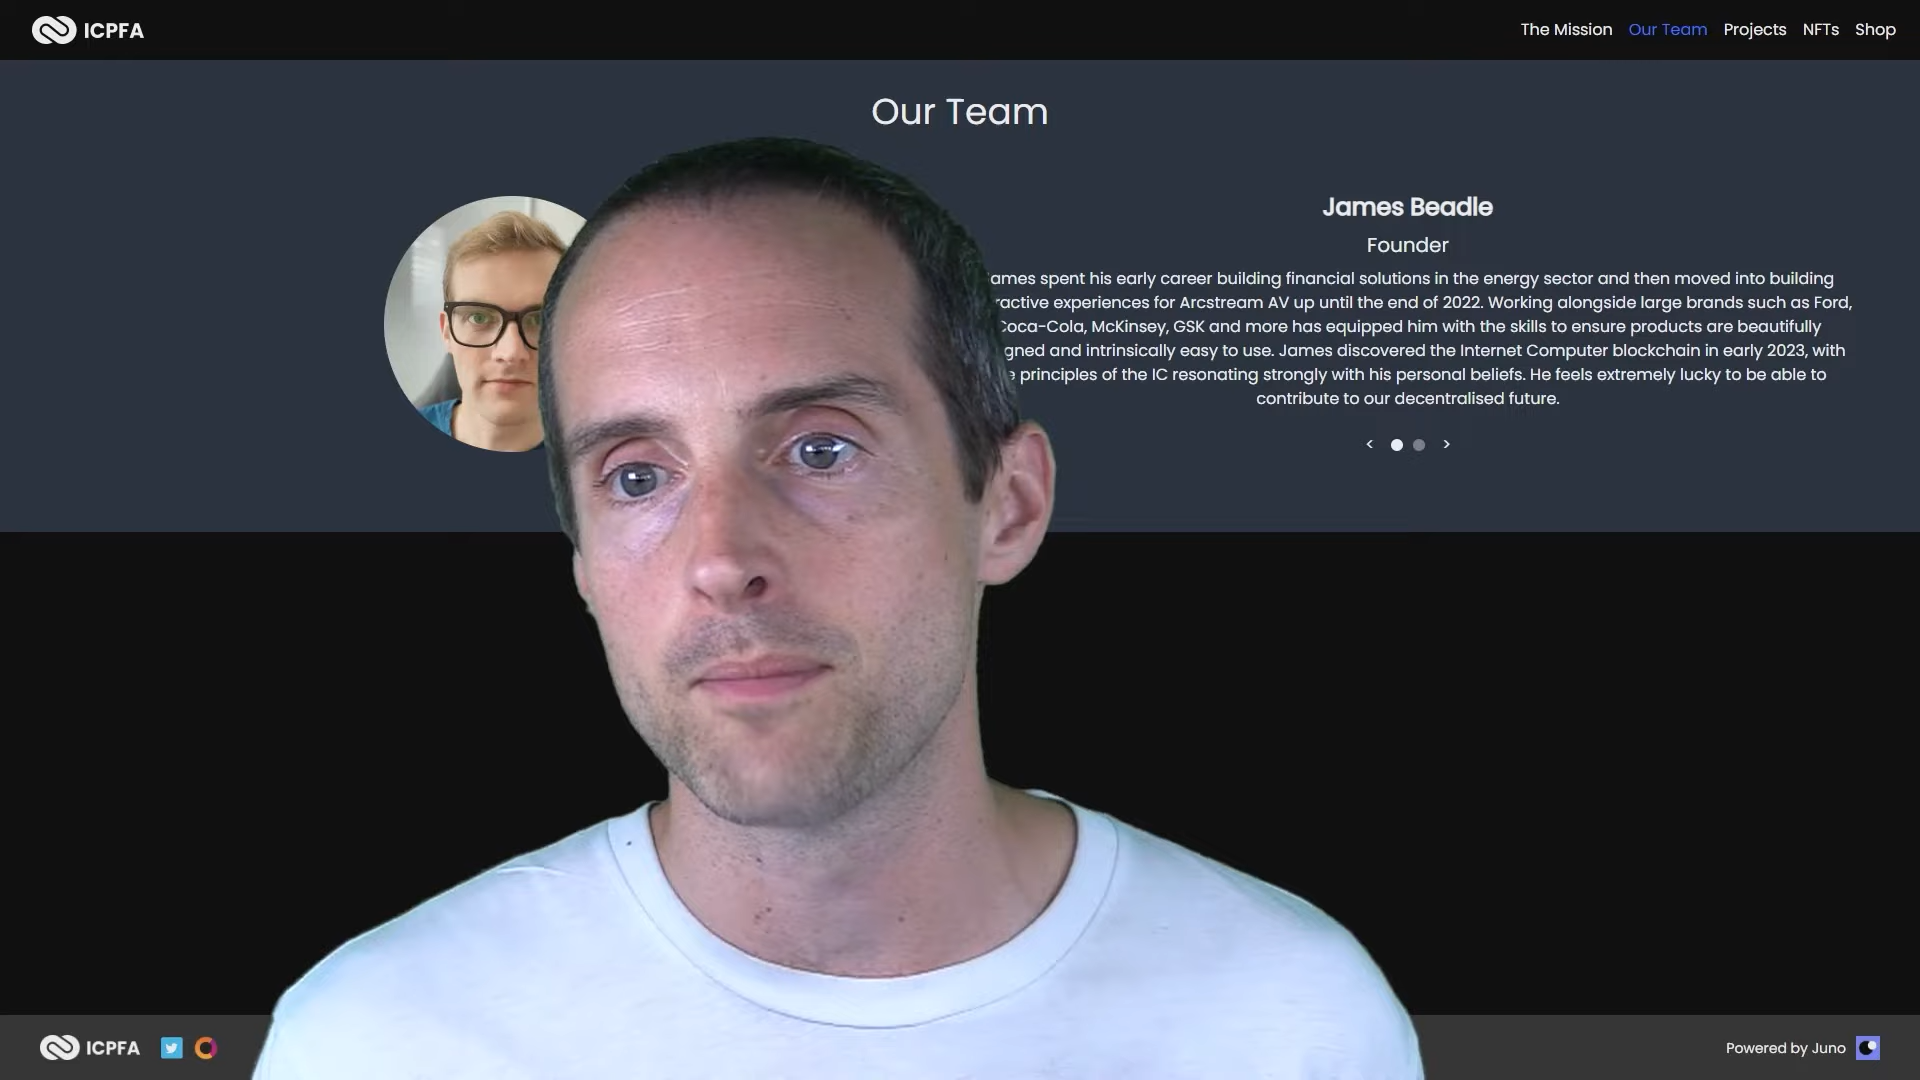 ICPFA
The Mission Our Team Projects NFTs Shop
Our Team
James Beadle
Founder
spent his early career building financial solutions in the energy sector and then moved into building
experiences for Arcstream AV up until the end of 2022. Working alongside large brands such as Ford,
Coca-Cola, McKinsey, GSK and more has equipped him with the skills to ensure products are beautifully
and intrinsically easy to use. James discovered the Internet Computer blockchain in early 2023, with
principles of the IC resonating strongly with his personal beliefs. He feels extremely lucky to be able to
contribute to our decentralised future.
< >
ICPFA
Powered by Juno